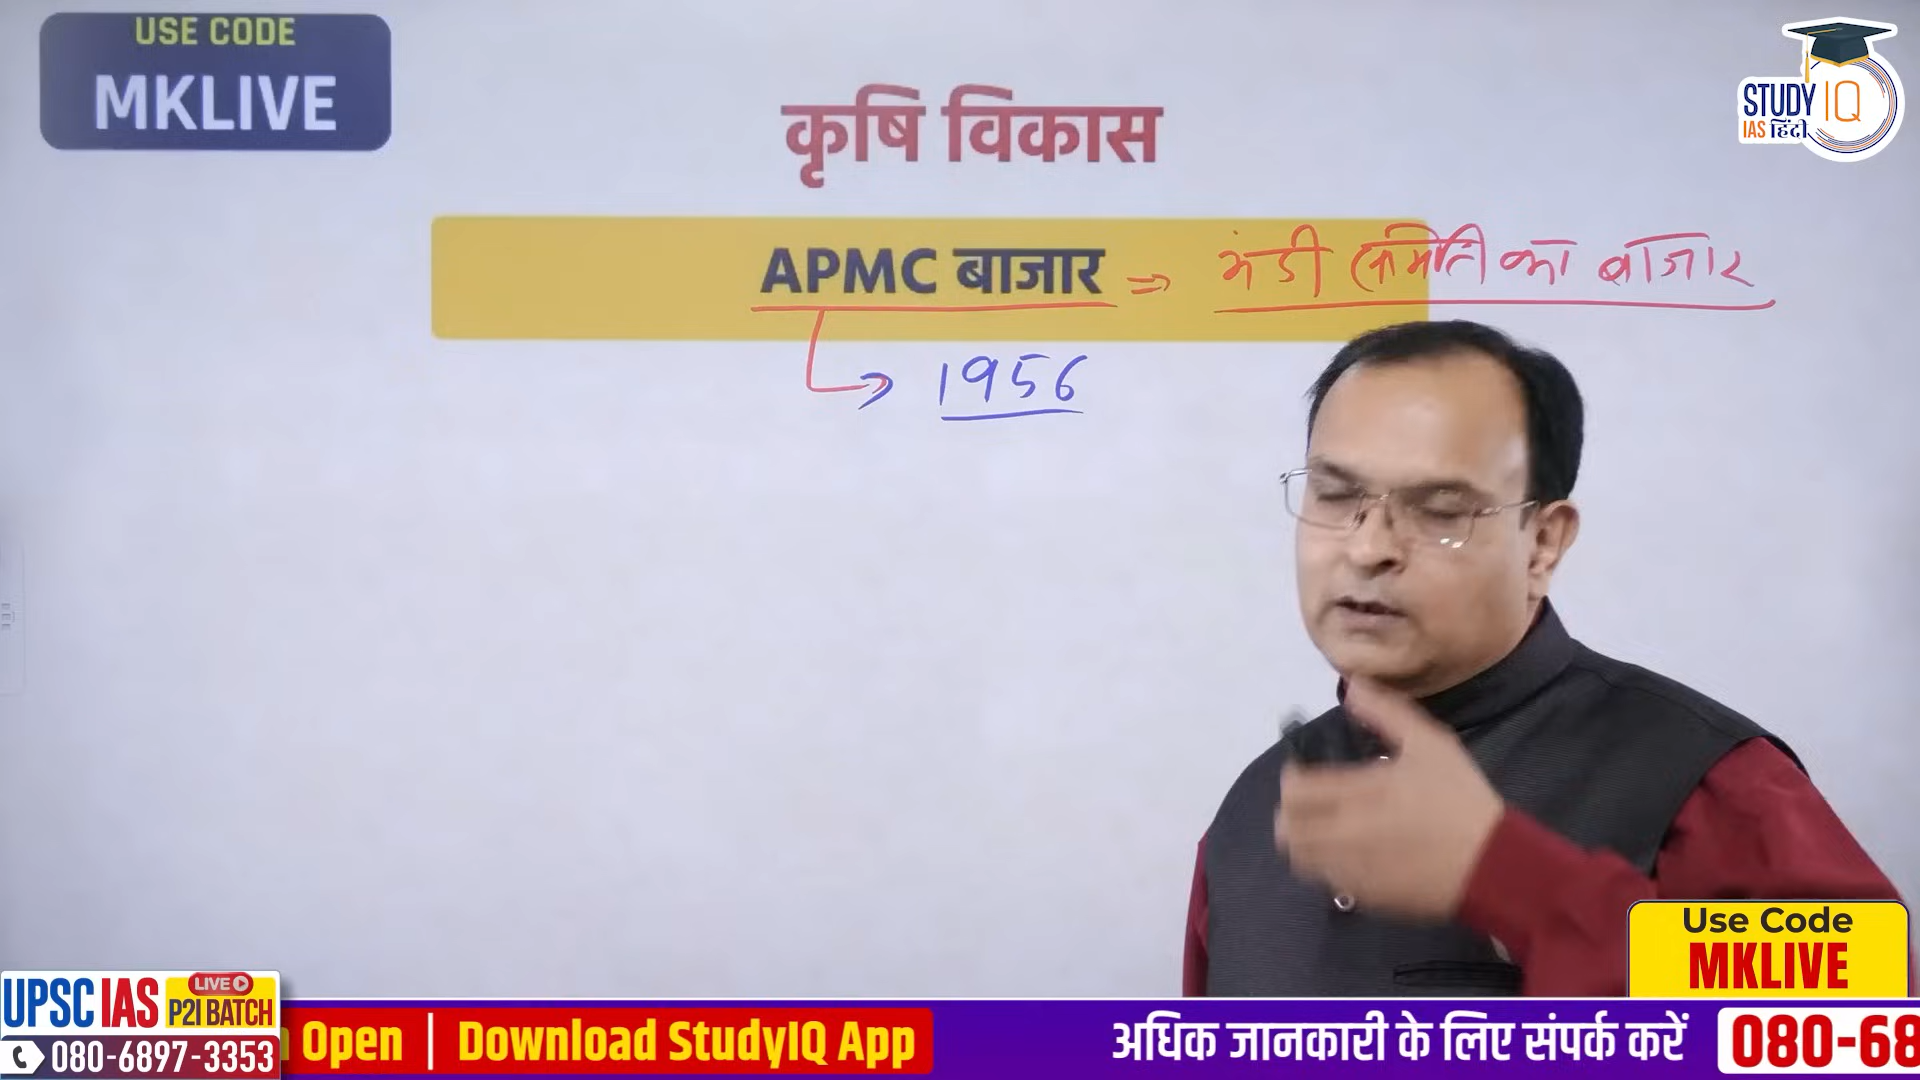 USE CODE
MKLIVE
STUDY IQ
IAS हिंदी
कृषि विकास
APMC बाजार => मंडी समिति का बाजार
1956
Use Code
MKLIVE
UPSC IAS LIVE P2I BATCH
080-6897-3353
n Open | Download StudyIQ App
अधिक जानकारी के लिए संपर्क करें
080-68